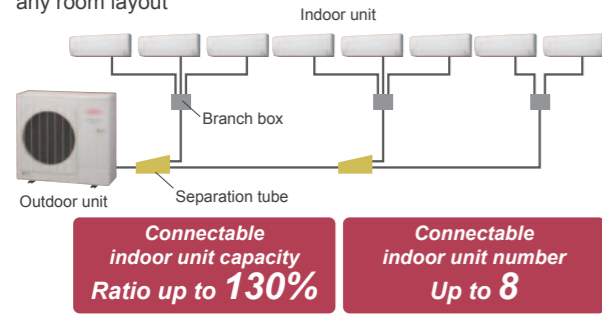 any room layout
Indoor unit
Branch box
Separation tube
Outdoor unit
Connectable
indoor unit capacity
Ratio up to 130%
Connectable
indoor unit number
Up to 8